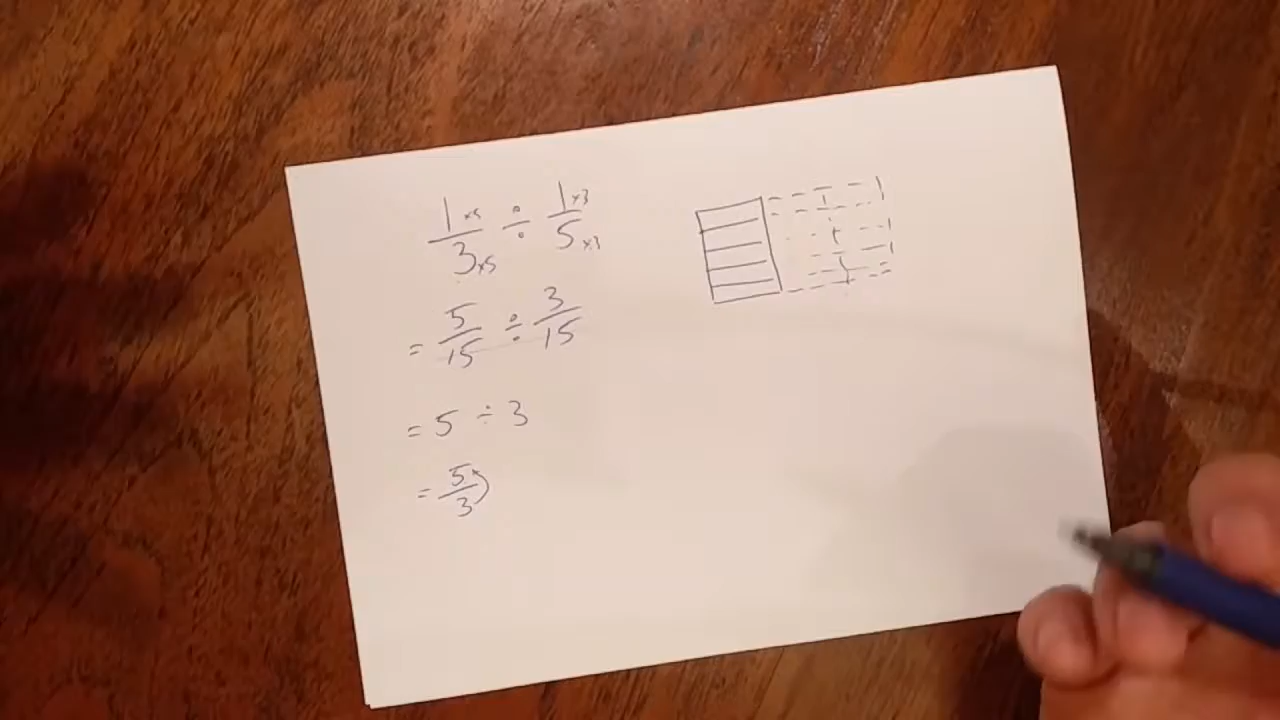 1×5/3×5 ÷ 1×3/5×3
= 5/15 ÷ 3/15
= 5 ÷ 3
= 5/3